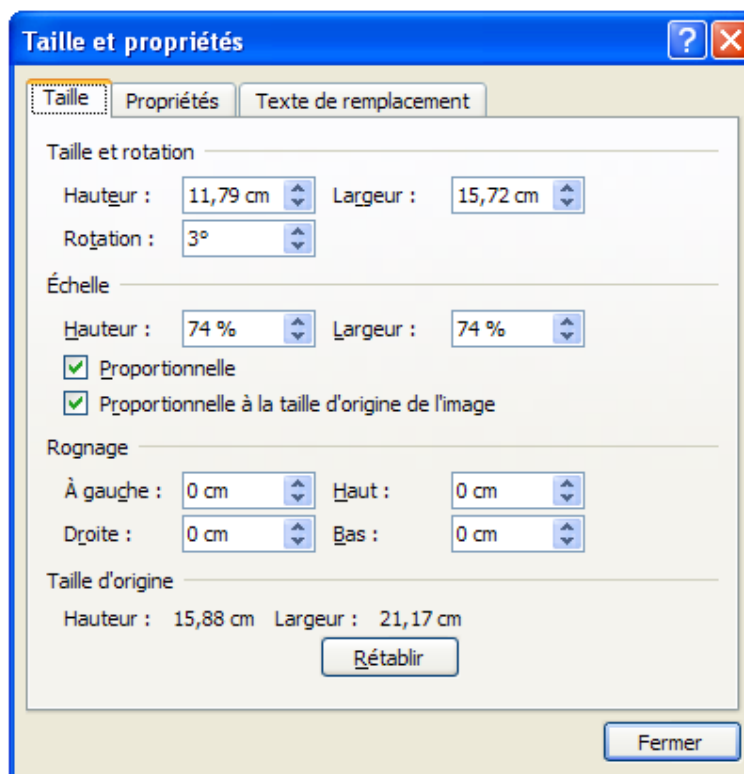 Taille et propriétés
Taille Propriétés Texte de remplacement
Taille et rotation
Hauteur : 11,79 cm Largeur : 15,72 cm
Rotation : 3°
Échelle
Hauteur : 74 % Largeur : 74 %
Proportionnelle
Proportionnelle à la taille d'origine de l'image
Rognage
À gauche : 0 cm Haut : 0 cm
Droite : 0 cm Bas : 0 cm
Taille d'origine
Hauteur : 15,88 cm Largeur : 21,17 cm
Rétablir
Fermer